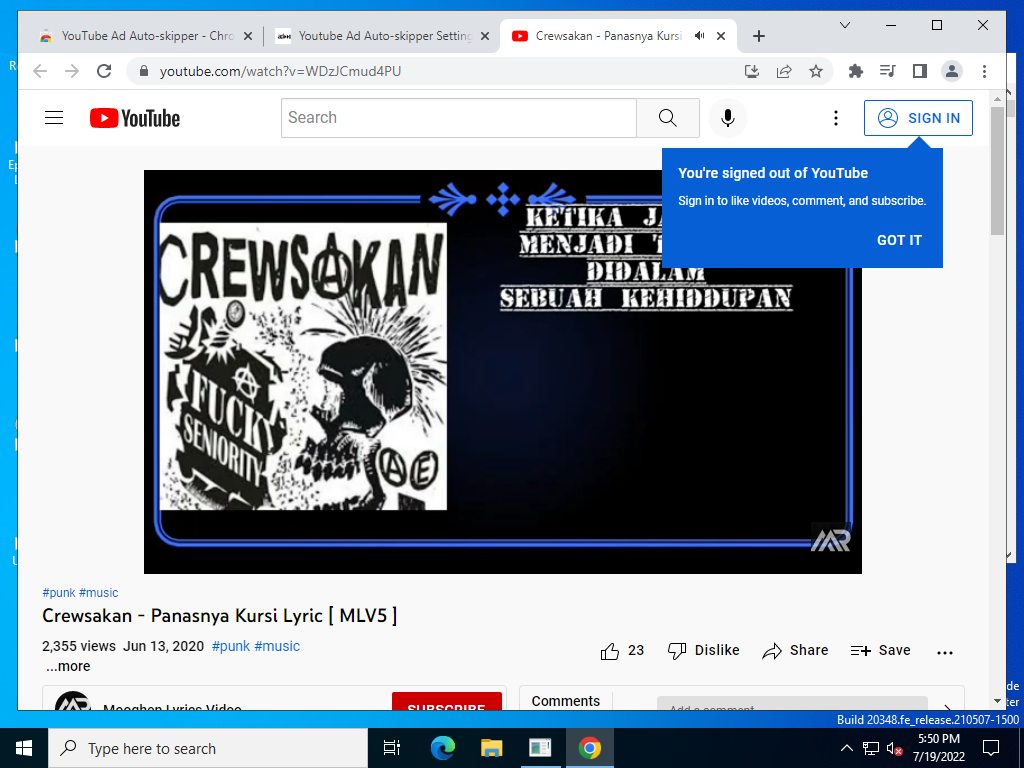 YouTube Ad Auto-skipper - Chro
Youtube Ad Auto-skipper Setting
Crewsakan - Panasnya Kursi
youtube.com/watch?v=WDzJCmud4PU
YouTube
Search
SIGN IN
You're signed out of YouTube
Sign in to like videos, comment, and subscribe.
GOT IT
KETIKA
MENJADI
DIDALAM
SEBUAH KEHIDDUPAN
CREWSAKAN
FUCK
SENIORITY
A E
MR
#punk #music
Crewsakan - Panasnya Kursi Lyric [ MLV5 ]
2,355 views Jun 13, 2020 #punk #music
...more
23
Dislike
Share
Save
Mooghen Lyrics Video
SUBSCRIBE
Comments
Add a comment...
Build 20348.fe_release.210507-1500
Type here to search
5:50 PM
7/19/2022